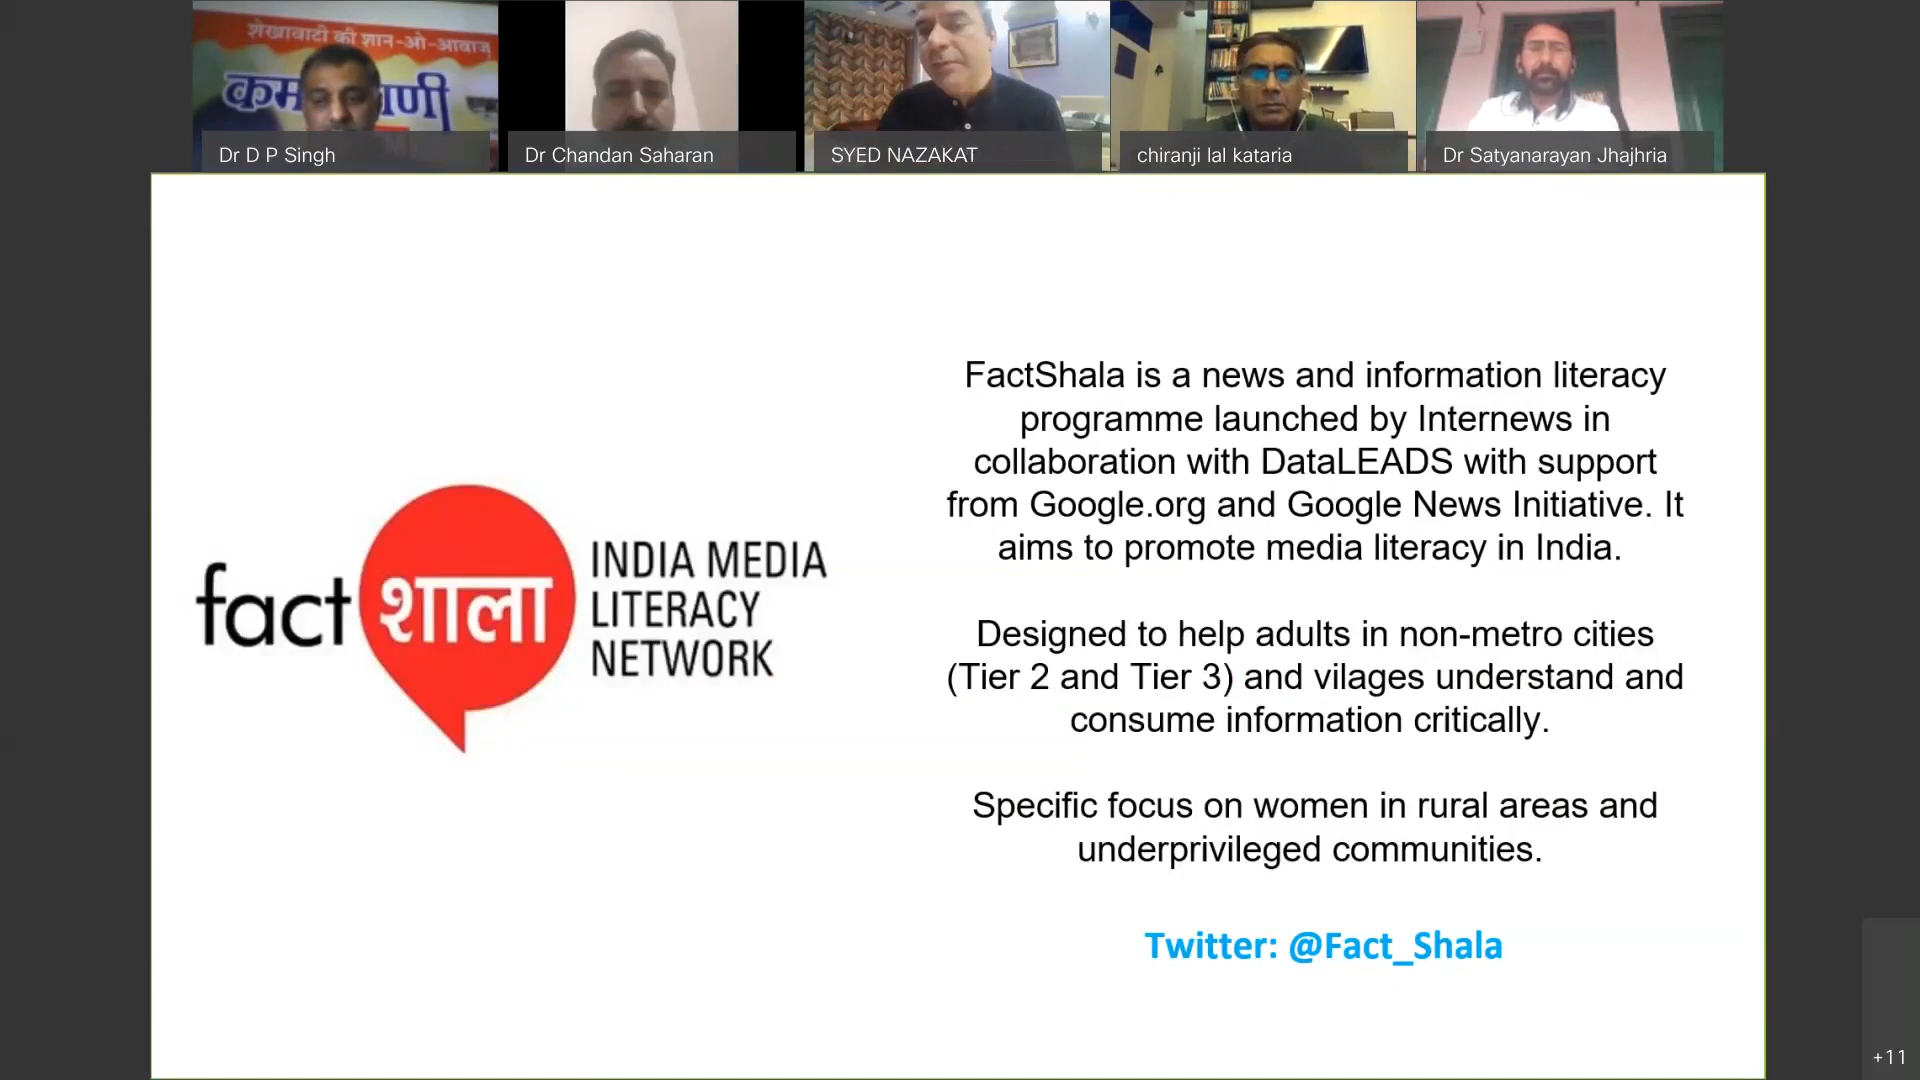 शेखावाटी की शान-ओ-आवाज़
Dr D P Singh
Dr Chandan Saharan
SYED NAZAKAT
chiranji lal kataria
Dr Satyanarayan Jhajhria
fact
शाला
INDIA MEDIA
LITERACY
NETWORK
FactShala is a news and information literacy
programme launched by Internews in
collaboration with DataLEADS with support
from Google.org and Google News Initiative. It
aims to promote media literacy in India.
Designed to help adults in non-metro cities
(Tier 2 and Tier 3) and vilages understand and
consume information critically.
Specific focus on women in rural areas and
underprivileged communities.
Twitter: @Fact_Shala
+11